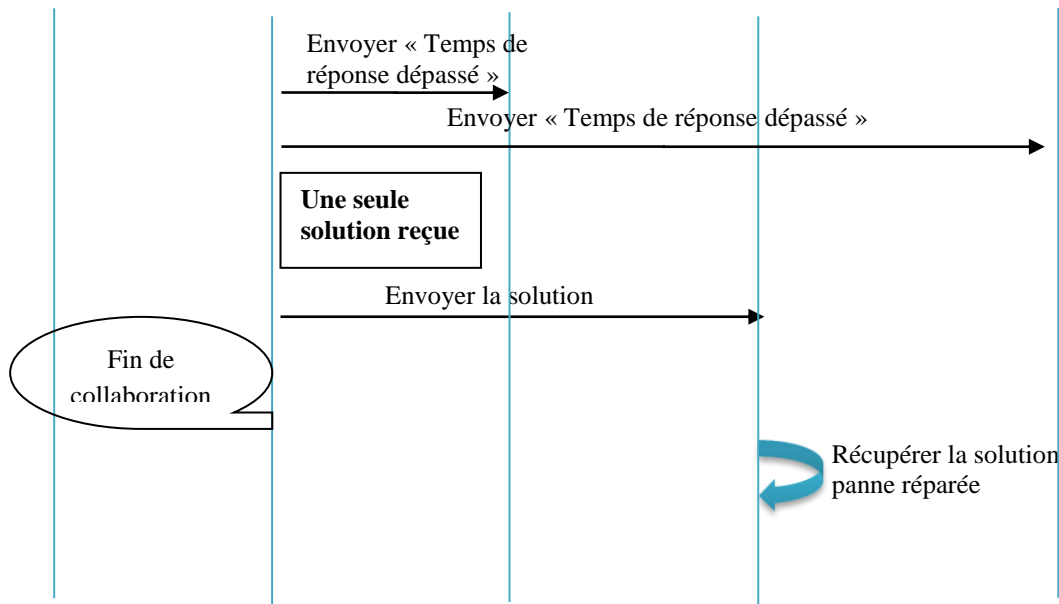 Envoyer « Temps de
réponse dépassé »
Envoyer « Temps de réponse dépassé »
Une seule
solution reçue
Envoyer la solution
Fin de
collaboration
Récupérer la solution
panne réparée